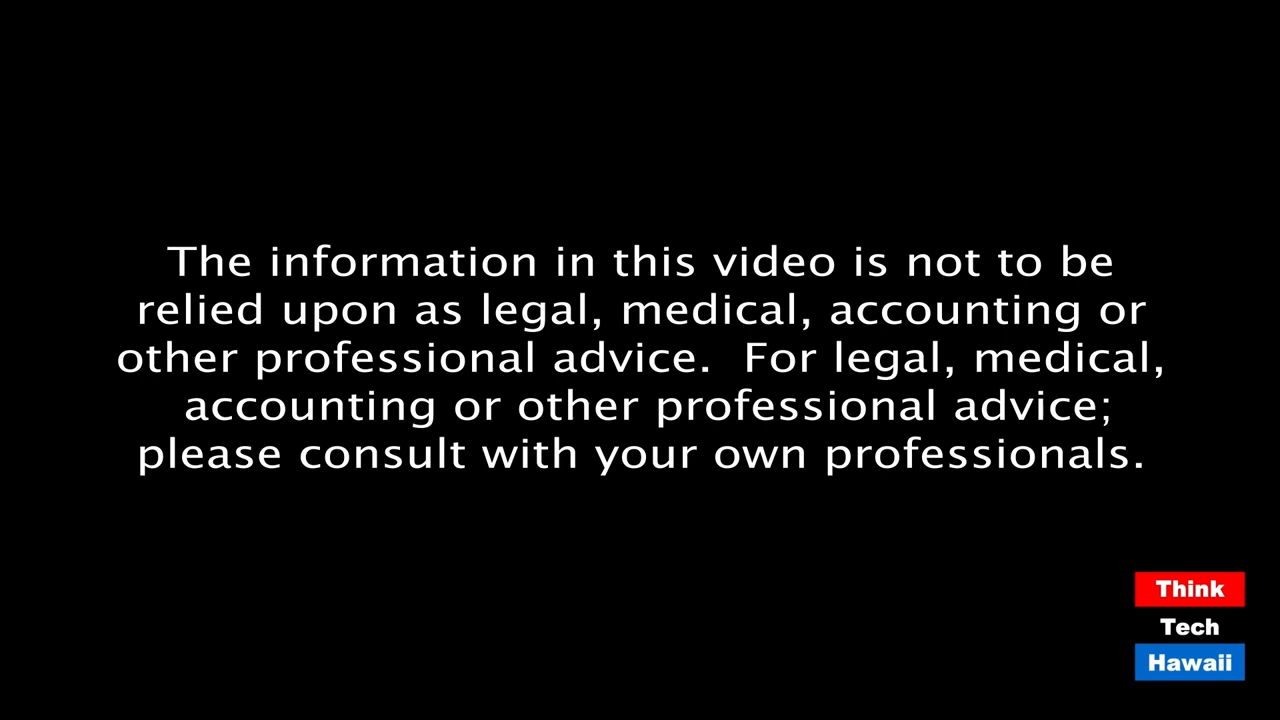 The information in this video is not to be
relied upon as legal, medical, accounting or
other professional advice.  For legal, medical,
accounting or other professional advice;
please consult with your own professionals.
Think
Tech
Hawaii